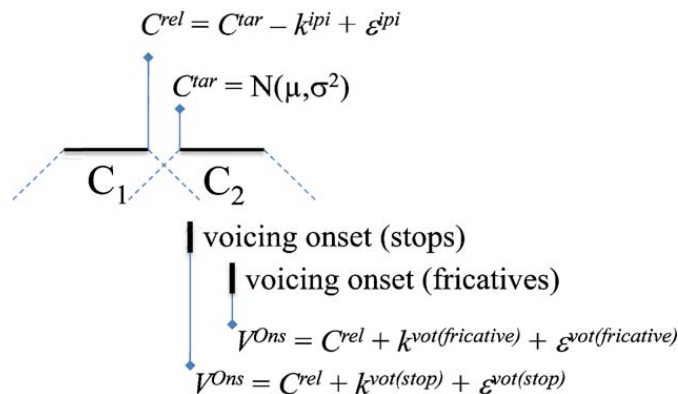 C^rel = C^tar − k^ipi + ε^ipi
C^tar = N(μ,σ²)
C₁ C₂
voicing onset (stops)
voicing onset (fricatives)
V^Ons = C^rel + k^vot(fricative) + ε^vot(fricative)
V^Ons = C^rel + k^vot(stop) + ε^vot(stop)